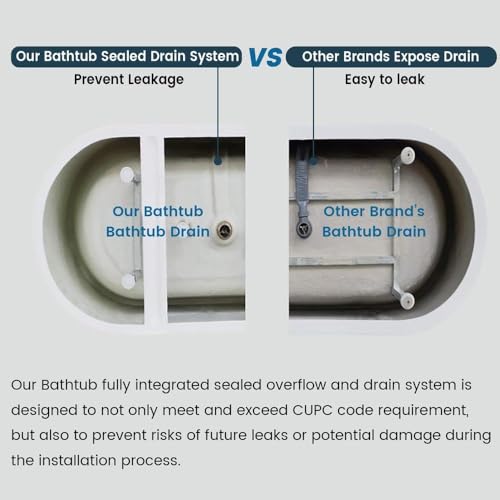 Our Bathtub Sealed Drain System VS Other Brands Expose Drain
Prevent Leakage Easy to leak
Our Bathtub Other Brand's
Bathtub Drain Bathtub Drain
Our Bathtub fully integrated sealed overflow and drain system is
designed to not only meet and exceed CUPC code requirement,
but also to prevent risks of future leaks or potential damage during
the installation process.